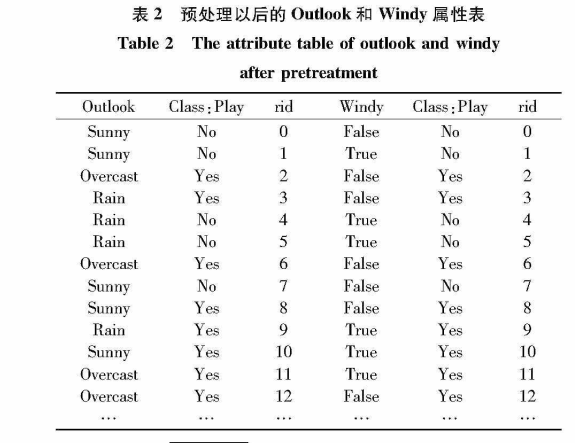 表 2 预处理以后的 Outlook 和 Windy 属性表
Table 2 The attribute table of outlook and windy
after pretreatment
Outlook Class:Play rid Windy Class:Play rid
Sunny No 0 False No 0
Sunny No 1 True No 1
Overcast Yes 2 False Yes 2
Rain Yes 3 False Yes 3
Rain No 4 True No 4
Rain No 5 True No 5
Overcast Yes 6 False Yes 6
Sunny No 7 False No 7
Sunny Yes 8 False Yes 8
Rain Yes 9 True Yes 9
Sunny Yes 10 True Yes 10
Overcast Yes 11 True Yes 11
Overcast Yes 12 False Yes 12
… … … … … …